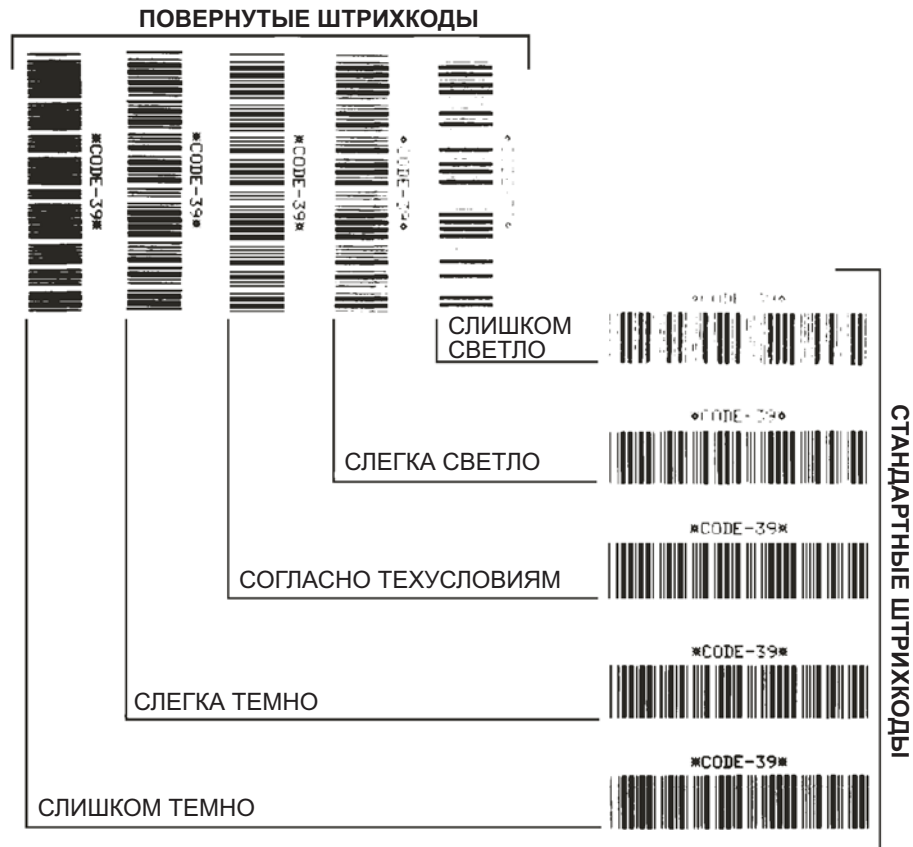 ПОВЕРНУТЫЕ ШТРИХКОДЫ
*CODE-39*
*CODE-39*
*CODE-39*
СЛИШКОМ
СВЕТЛО
СЛЕГКА СВЕТЛО
СОГЛАСНО ТЕХУСЛОВИЯМ
*CODE-39*
СЛЕГКА ТЕМНО
*CODE-39*
СЛИШКОМ ТЕМНО
*CODE-39*
СТАНДАРТНЫЕ ШТРИХКОДЫ